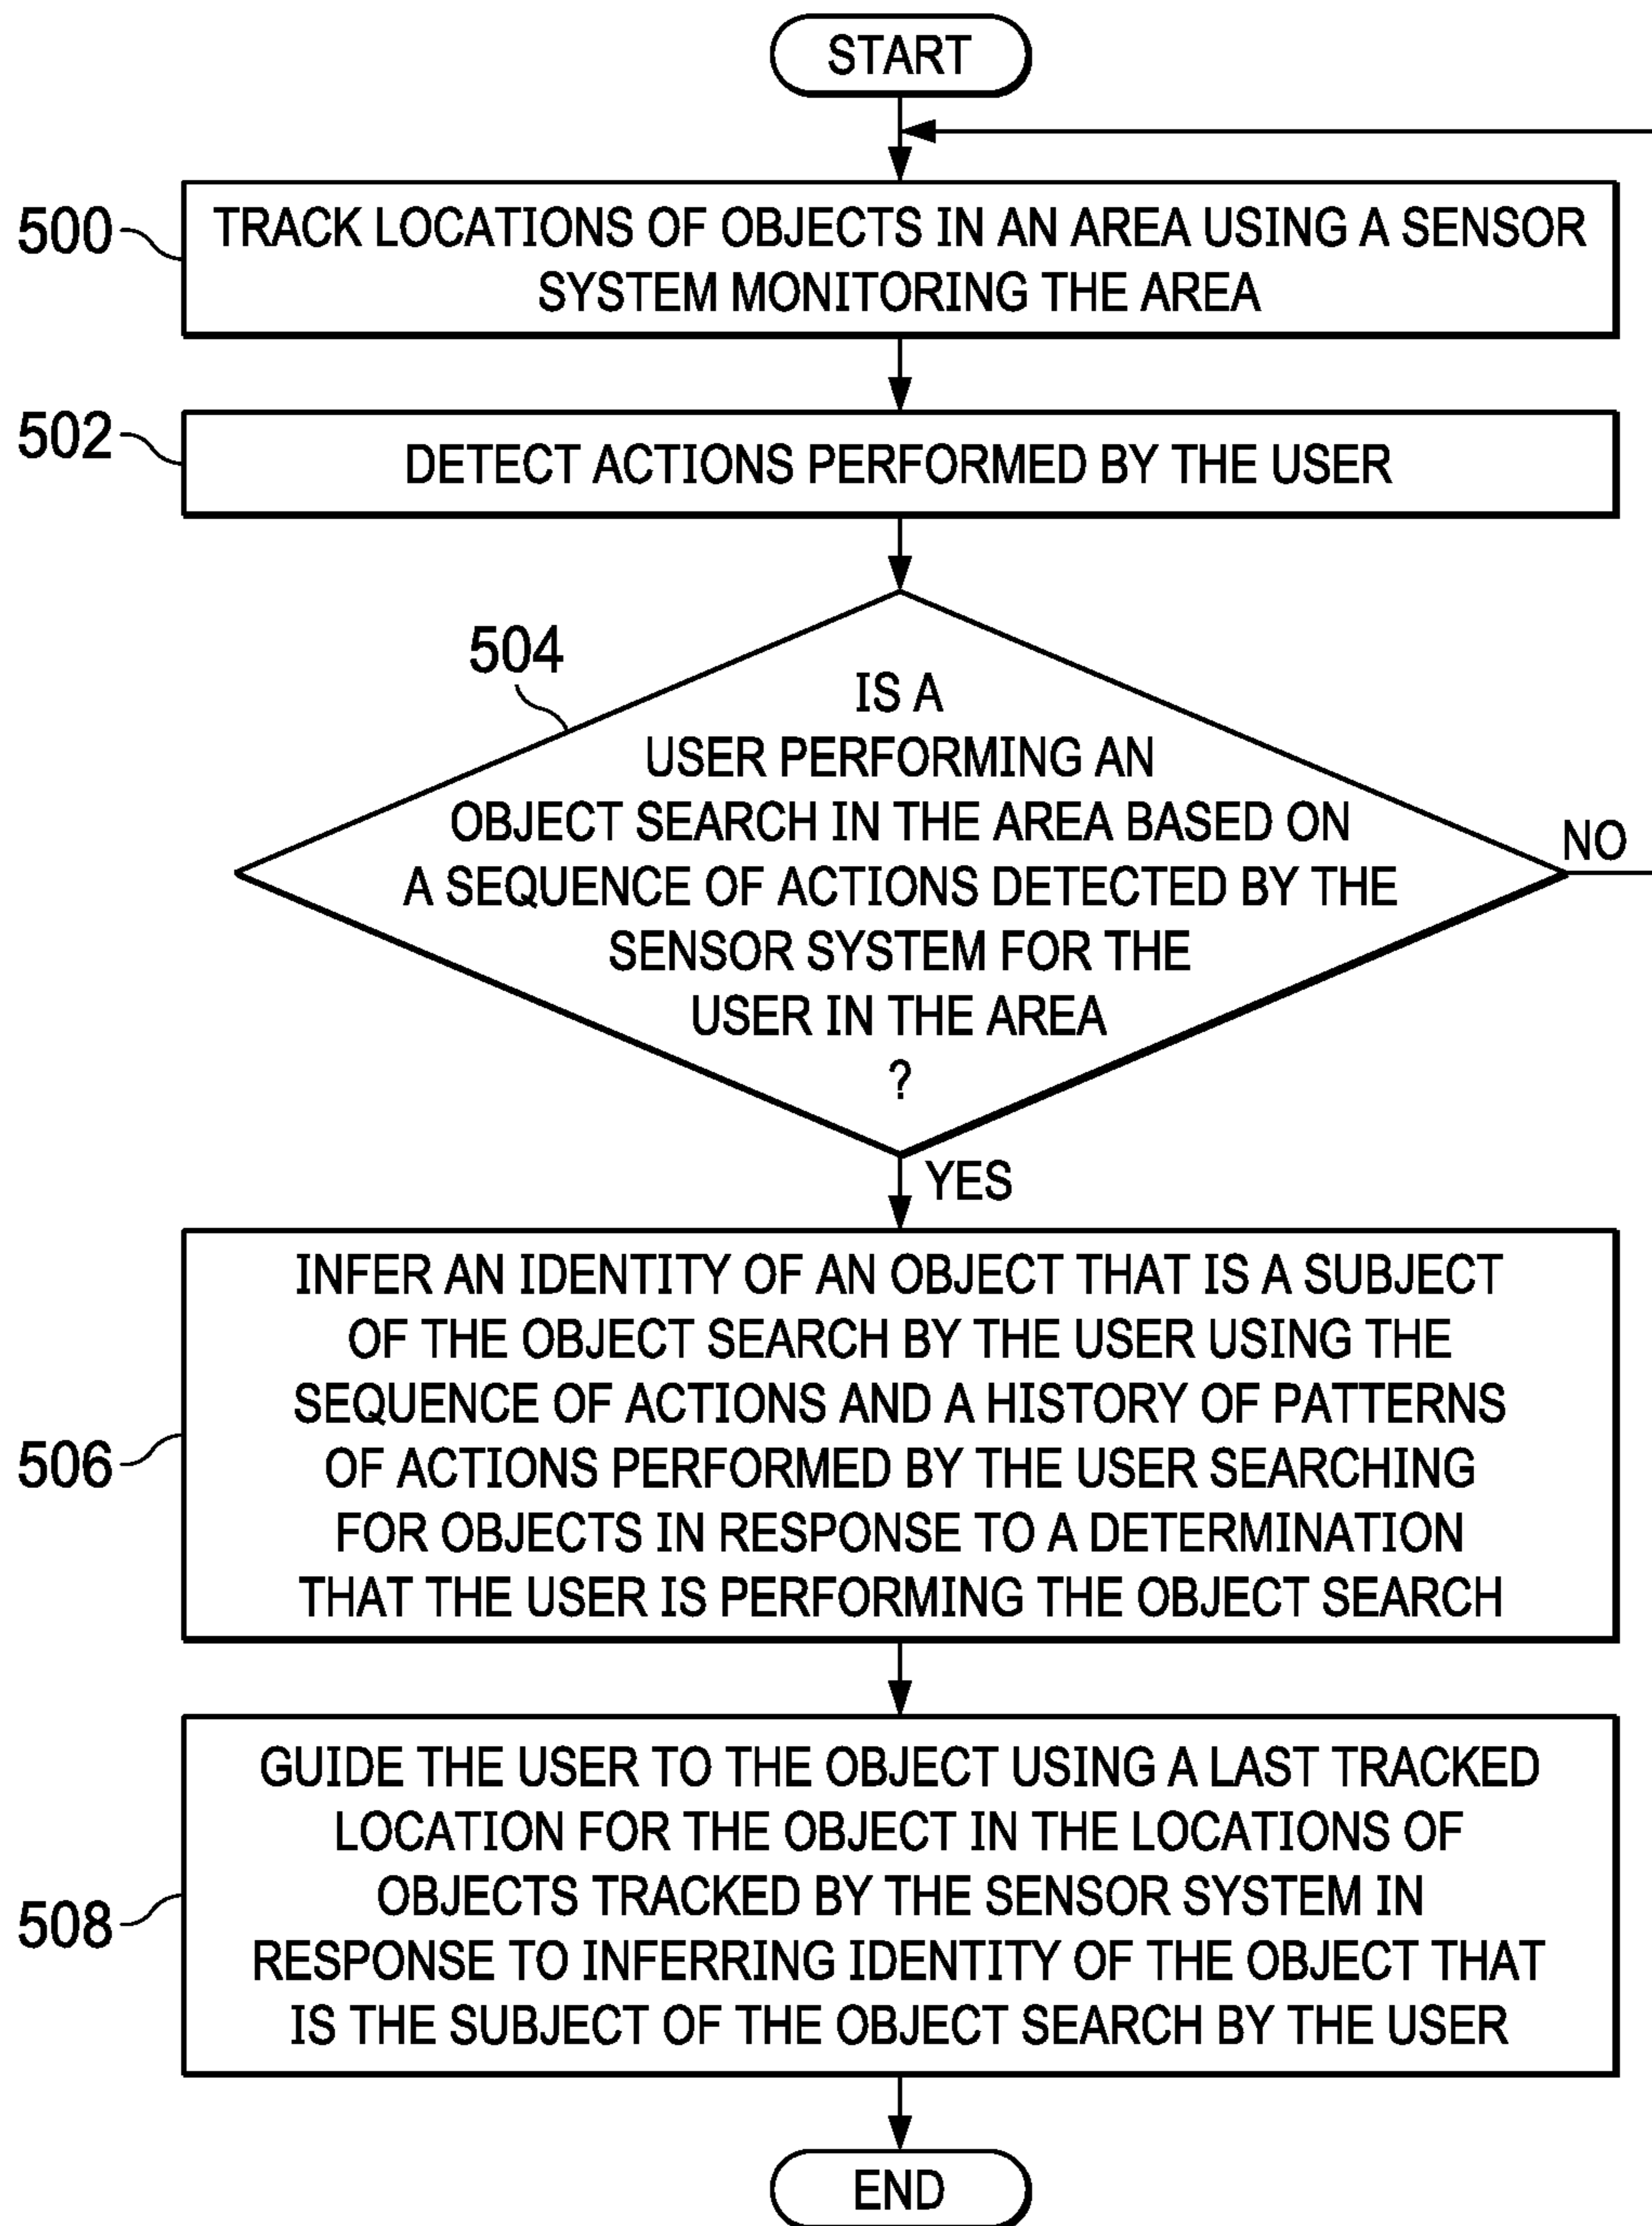 START
500
TRACK LOCATIONS OF OBJECTS IN AN AREA USING A SENSOR
SYSTEM MONITORING THE AREA
502
DETECT ACTIONS PERFORMED BY THE USER
504
IS A
USER PERFORMING AN
OBJECT SEARCH IN THE AREA BASED ON
A SEQUENCE OF ACTIONS DETECTED BY THE
SENSOR SYSTEM FOR THE
USER IN THE AREA
?
NO
YES
506
INFER AN IDENTITY OF AN OBJECT THAT IS A SUBJECT
OF THE OBJECT SEARCH BY THE USER USING THE
SEQUENCE OF ACTIONS AND A HISTORY OF PATTERNS
OF ACTIONS PERFORMED BY THE USER SEARCHING
FOR OBJECTS IN RESPONSE TO A DETERMINATION
THAT THE USER IS PERFORMING THE OBJECT SEARCH
508
GUIDE THE USER TO THE OBJECT USING A LAST TRACKED
LOCATION FOR THE OBJECT IN THE LOCATIONS OF
OBJECTS TRACKED BY THE SENSOR SYSTEM IN
RESPONSE TO INFERRING IDENTITY OF THE OBJECT THAT
IS THE SUBJECT OF THE OBJECT SEARCH BY THE USER
END